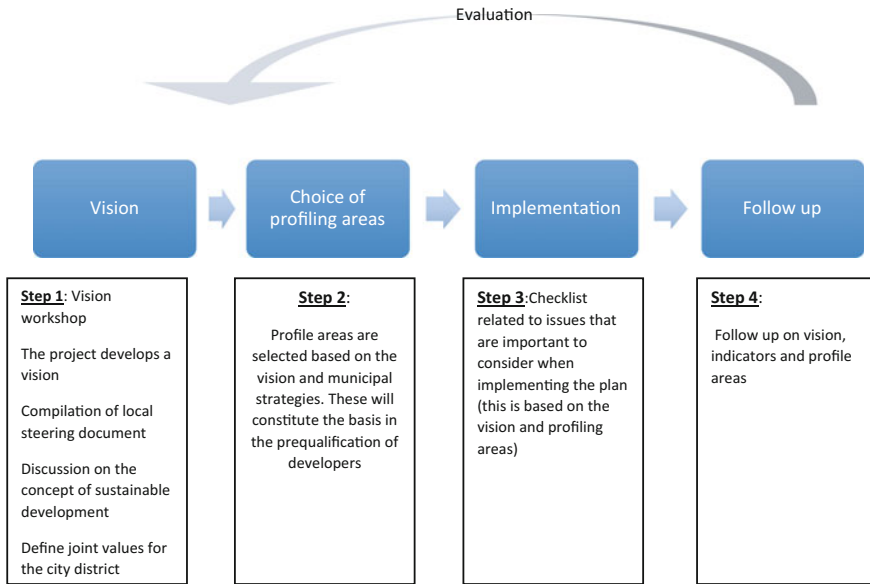 Evaluation
Vision
Choice of
profiling areas
Implementation
Follow up
Step 1: Vision
workshop
The project develops a
vision
Compilation of local
steering document
Discussion on the
concept of sustainable
development
Define joint values for
the city district
Step 2:
Profile areas are
selected based on the
vision and municipal
strategies. These will
constitute the basis in
the prequalification of
developers
Step 3:Checklist
related to issues that
are important to
consider when
implementing the plan
(this is based on the
vision and profiling
areas)
Step 4:
Follow up on vision,
indicators and profile
areas